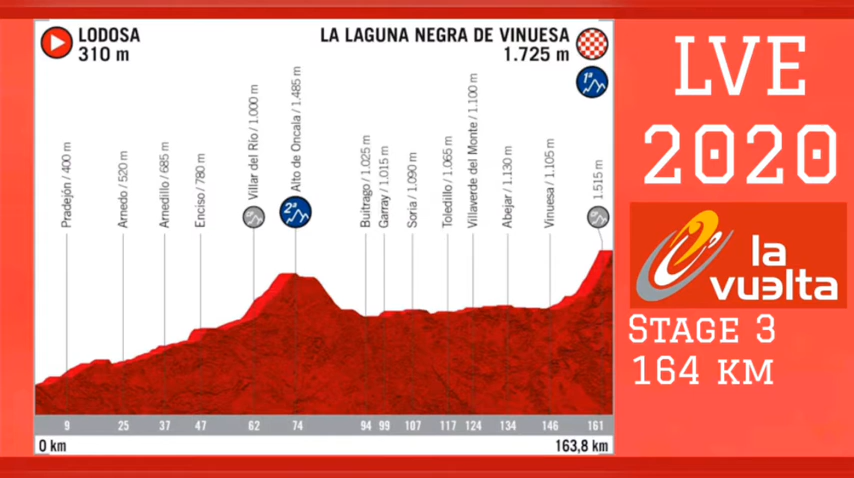 LODOSA
310 m
LA LAGUNA NEGRA DE VINUESA
1.725 m
1ª
Pradejón / 400 m
Arnedo / 520 m
Arnedillo / 685 m
Enciso / 780 m
Villar del Río / 1.000 m
Alto de Oncala / 1.485 m
2ª
Buitrago / 1.025 m
Garray / 1.015 m
Soria / 1.090 m
Toledillo / 1.065 m
Villaverde del Monte / 1.100 m
Abejar / 1.130 m
Vinuesa / 1.105 m
1.515 m
9 25 37 47 62 74 94 99 107 117 124 134 146 161
0 km
163,8 km
LVE
2020
la
vuelta
STAGE 3
164 KM